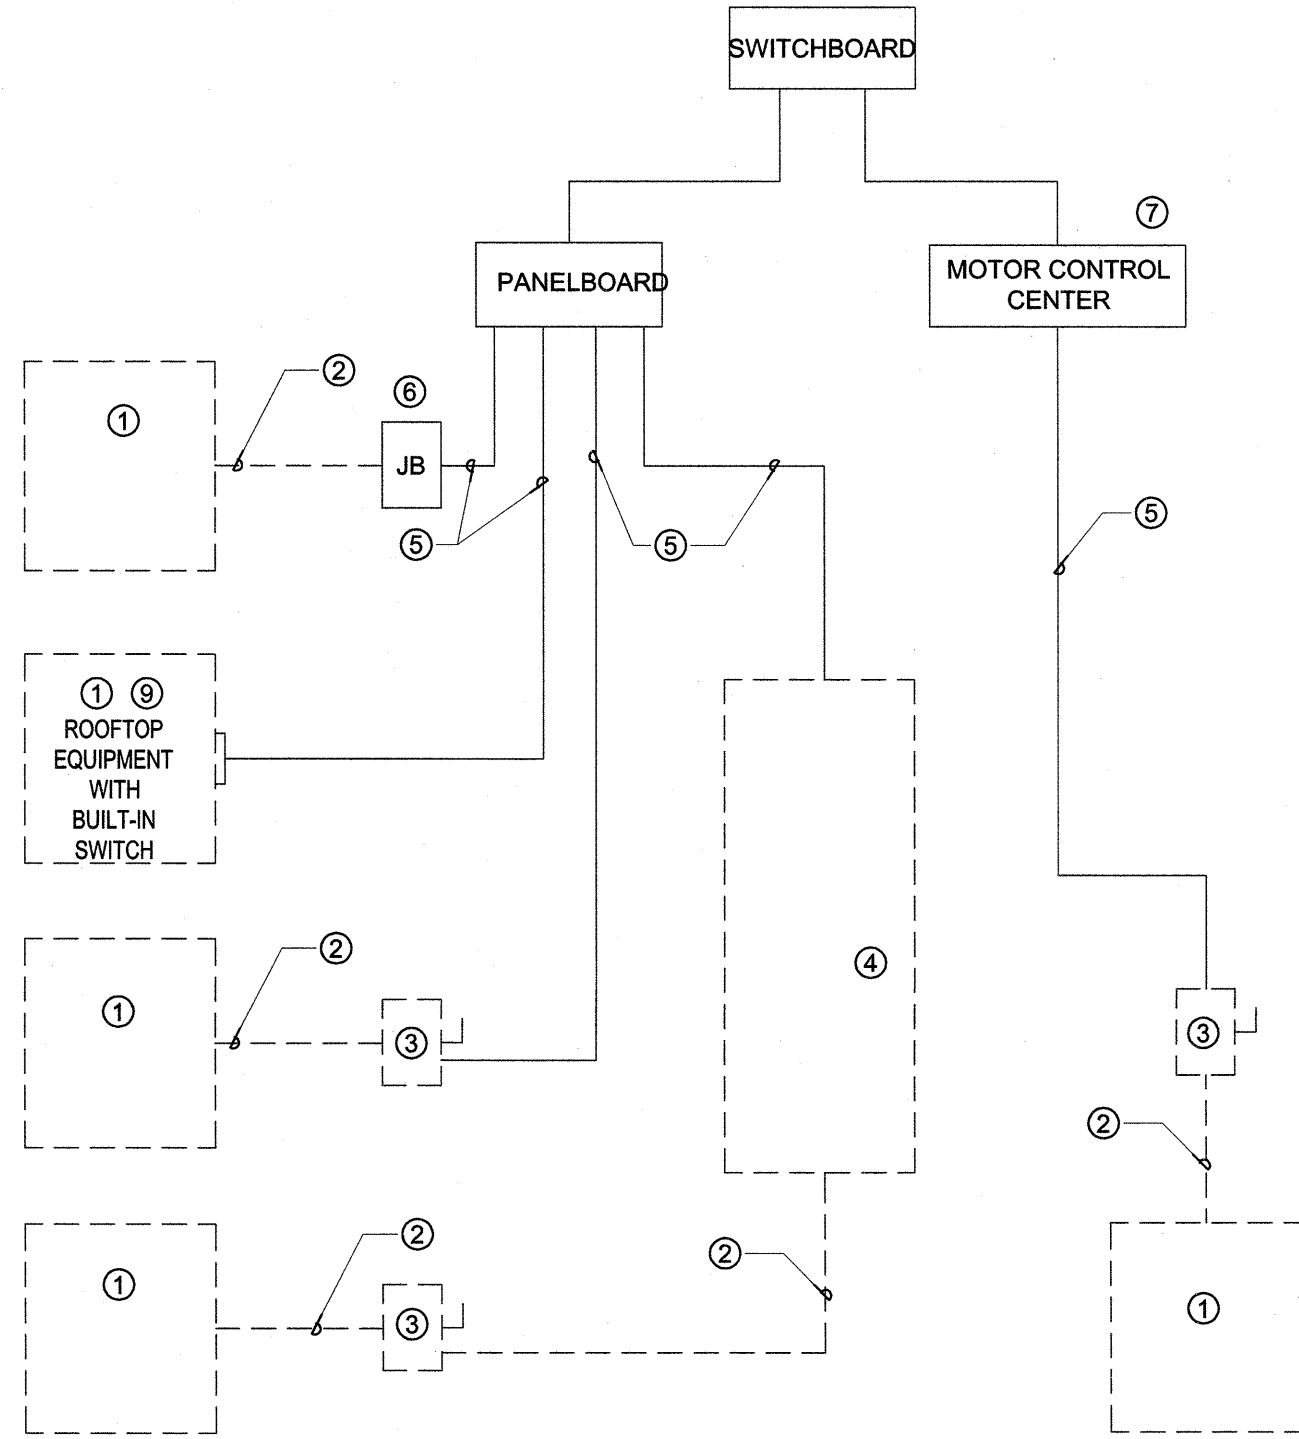 SWITCHBOARD
⑦
PANELBOARD
MOTOR CONTROL
CENTER
②
⑥
①
JB
⑤
⑤
⑤
① ⑨
ROOFTOP
EQUIPMENT
WITH
BUILT-IN
SWITCH
②
④
①
③
③
②
②
②
①
③
①